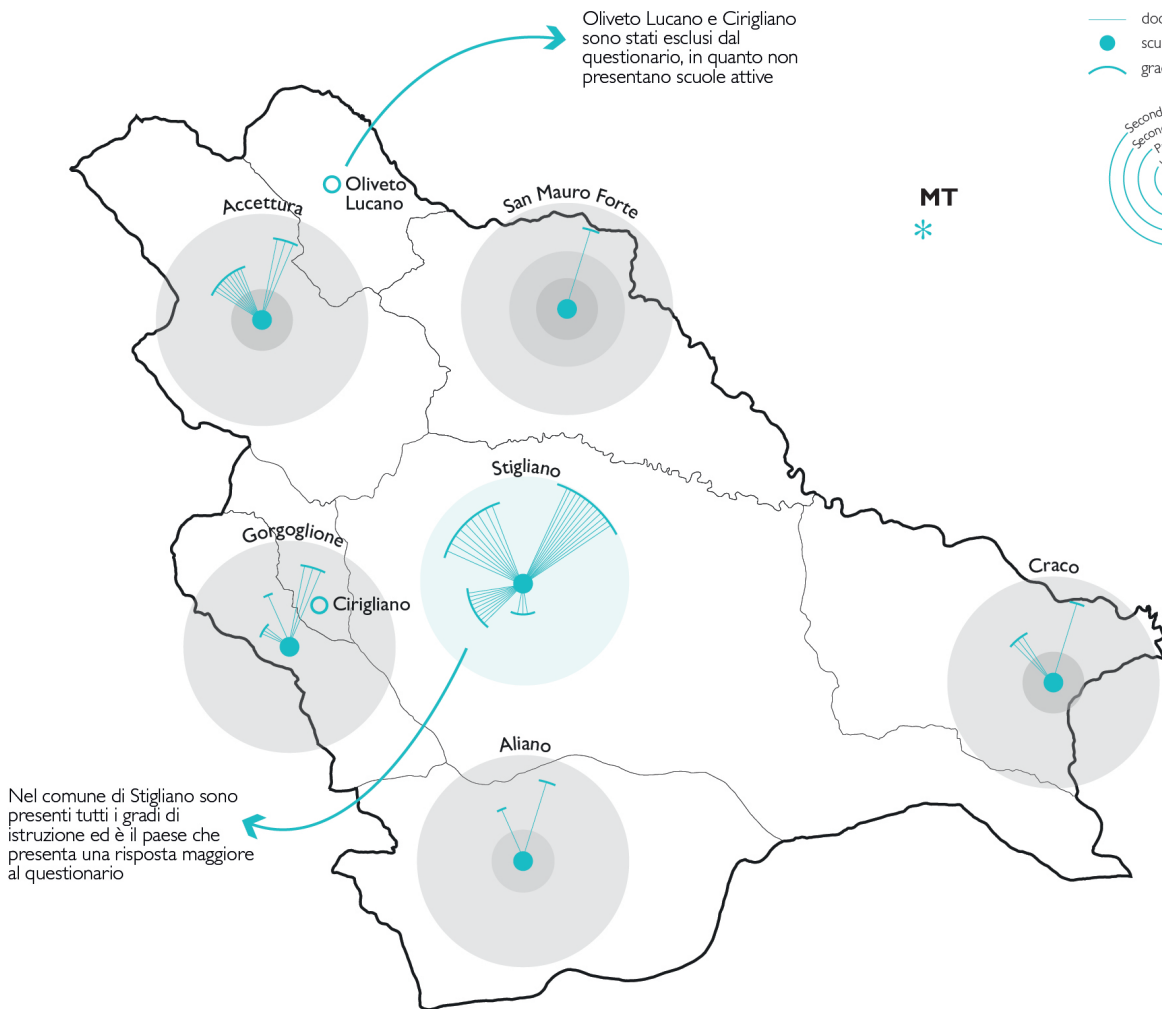 Oliveto Lucano e Cirigliano
sono stati esclusi dal
questionario, in quanto non
presentano scuole attive
Oliveto
Lucano
Accettura
San Mauro Forte
MT
*
Stigliano
Gorgoglione
Cirigliano
Craco
Aliano
Nel comune di Stigliano sono
presenti tutti i gradi di
istruzione ed è il paese che
presenta una risposta maggiore
al questionario